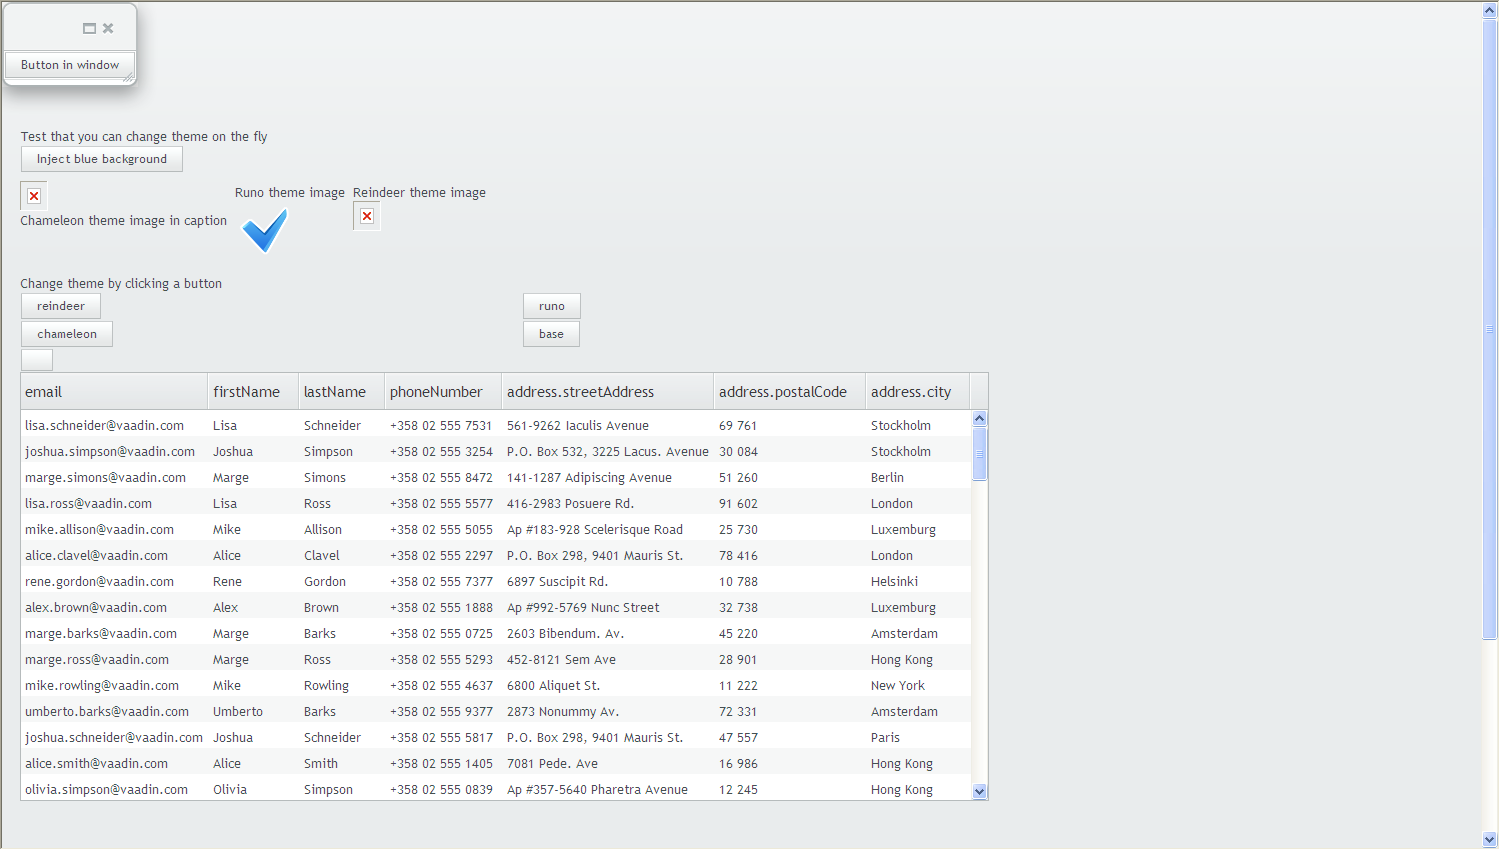 Button in window
Test that you can change theme on the fly
Inject blue background
Runo theme image Reindeer theme image
Chameleon theme image in caption
Change theme by clicking a button
reindeer runo
chameleon base
email firstName lastName phoneNumber address.streetAddress address.postalCode address.city
lisa.schneider@vaadin.com Lisa Schneider +358 02 555 7531 561-9262 Iaculis Avenue 69 761 Stockholm
joshua.simpson@vaadin.com Joshua Simpson +358 02 555 3254 P.O. Box 532, 3225 Lacus. Avenue 30 084 Stockholm
marge.simons@vaadin.com Marge Simons +358 02 555 8472 141-1287 Adipiscing Avenue 51 260 Berlin
lisa.ross@vaadin.com Lisa Ross +358 02 555 5577 416-2983 Posuere Rd. 91 602 London
mike.allison@vaadin.com Mike Allison +358 02 555 5055 Ap #183-928 Scelerisque Road 25 730 Luxemburg
alice.clavel@vaadin.com Alice Clavel +358 02 555 2297 P.O. Box 298, 9401 Mauris St. 78 416 London
rene.gordon@vaadin.com Rene Gordon +358 02 555 7377 6897 Suscipit Rd. 10 788 Helsinki
alex.brown@vaadin.com Alex Brown +358 02 555 1888 Ap #992-5769 Nunc Street 32 738 Luxemburg
marge.barks@vaadin.com Marge Barks +358 02 555 0725 2603 Bibendum. Av. 45 220 Amsterdam
marge.ross@vaadin.com Marge Ross +358 02 555 5293 452-8121 Sem Ave 28 901 Hong Kong
mike.rowling@vaadin.com Mike Rowling +358 02 555 4637 6800 Aliquet St. 11 222 New York
umberto.barks@vaadin.com Umberto Barks +358 02 555 9377 2873 Nonummy Av. 72 331 Amsterdam
joshua.schneider@vaadin.com Joshua Schneider +358 02 555 5817 P.O. Box 298, 9401 Mauris St. 47 557 Paris
alice.smith@vaadin.com Alice Smith +358 02 555 1405 7081 Pede. Ave 16 986 Hong Kong
olivia.simpson@vaadin.com Olivia Simpson +358 02 555 0839 Ap #357-5640 Pharetra Avenue 12 245 Hong Kong